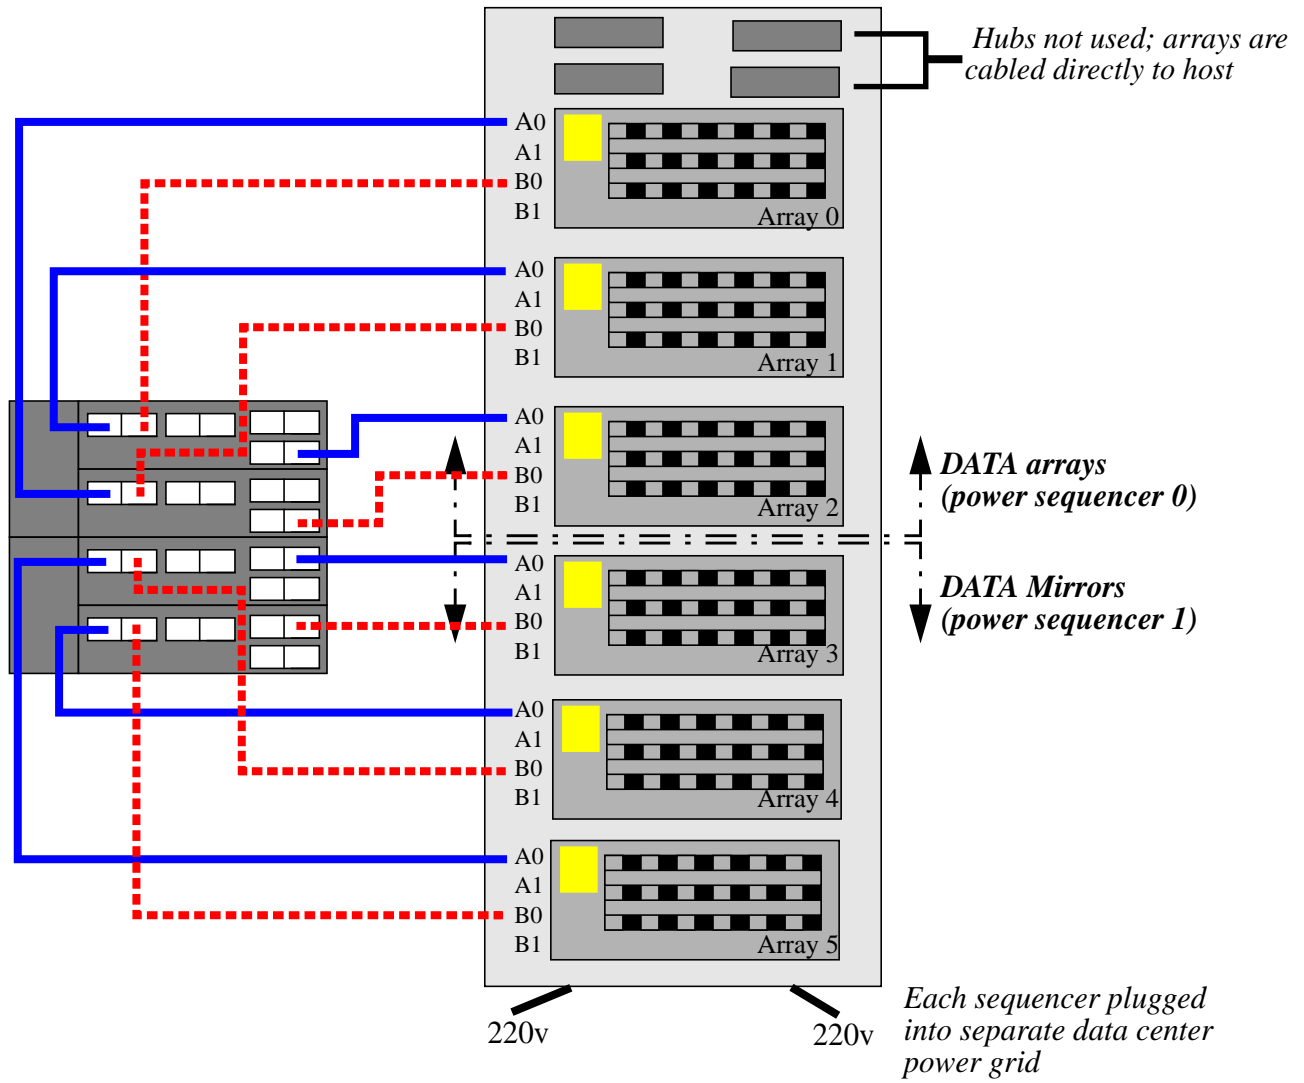 Hubs not used; arrays are
cabled directly to host
A0
A1
B0
B1
Array 0
A0
A1
B0
B1
Array 1
A0
A1
B0
B1
Array 2
DATA arrays
(power sequencer 0)
A0
A1
B0
B1
Array 3
DATA Mirrors
(power sequencer 1)
A0
A1
B0
B1
Array 4
A0
A1
B0
B1
Array 5
220v
220v
Each sequencer plugged
into separate data center
power grid